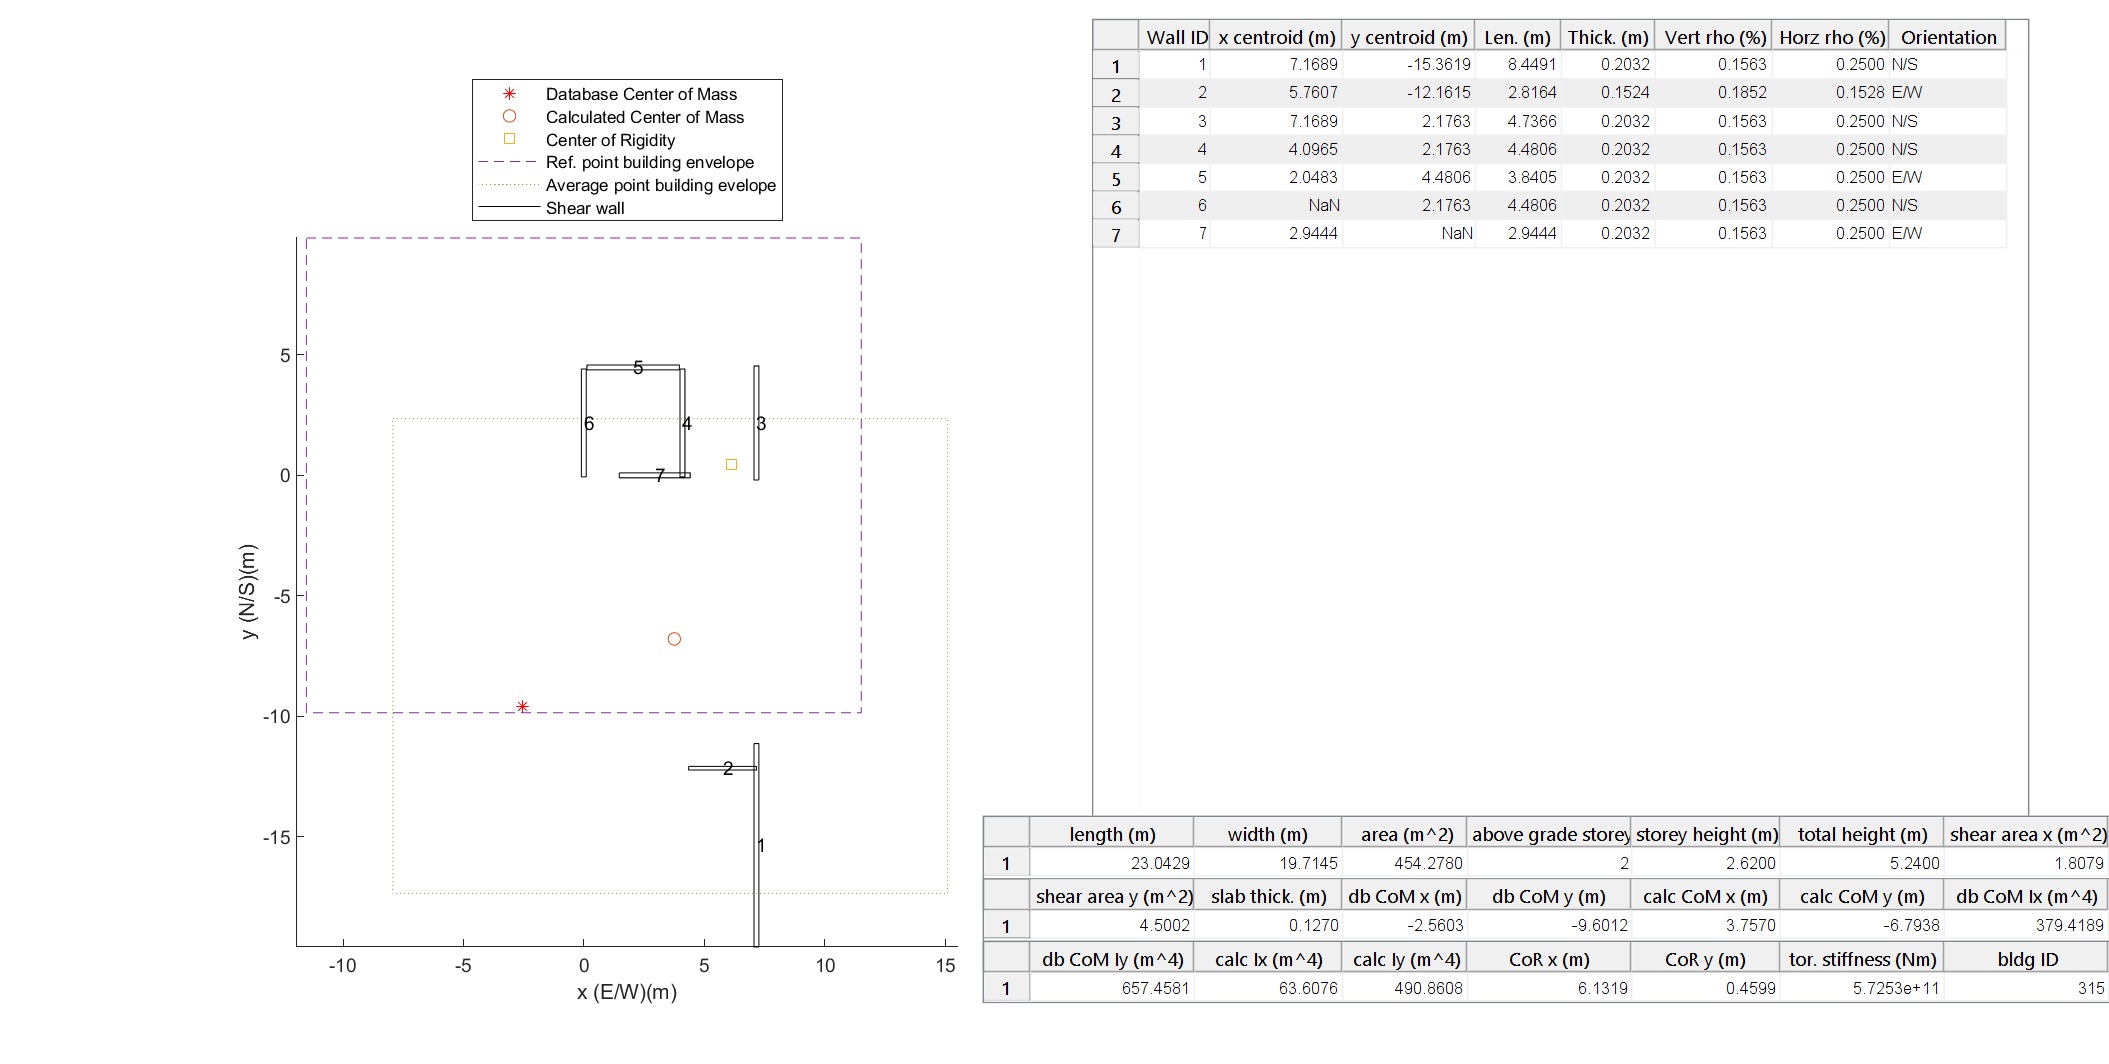 Database Center of Mass
Calculated Center of Mass
Center of Rigidity
Ref. point building envelope
Average point building evelope
Shear wall
5
0
-5
-10
-15
y (N/S)(m)
-10 -5 0 5 10 15
x (E/W)(m)
5
6
4
3
7
2
1
Wall ID x centroid (m) y centroid (m) Len. (m) Thick. (m) Vert rho (%) Horz rho (%) Orientation
1 1 7.1689 -15.3619 8.4491 0.2032 0.1563 0.2500 N/S
2 2 5.7607 -12.1615 2.8164 0.1524 0.1852 0.1528 E/W
3 3 7.1689 2.1763 4.7366 0.2032 0.1563 0.2500 N/S
4 4 4.0965 2.1763 4.4806 0.2032 0.1563 0.2500 N/S
5 5 2.0483 4.4806 3.8405 0.2032 0.1563 0.2500 E/W
6 6 NaN 2.1763 4.4806 0.2032 0.1563 0.2500 N/S
7 7 2.9444 NaN 2.9444 0.2032 0.1563 0.2500 E/W
length (m) width (m) area (m^2) above grade storey storey height (m) total height (m) shear area x (m^2)
1 23.0429 19.7145 454.2780 2 2.6200 5.2400 1.8079
shear area y (m^2) slab thick. (m) db CoM x (m) db CoM y (m) calc CoM x (m) calc CoM y (m) db CoM Ix (m^4)
1 4.5002 0.1270 -2.5603 -9.6012 3.7570 -6.7938 379.4189
db CoM Iy (m^4) calc Ix (m^4) calc Iy (m^4) CoR x (m) CoR y (m) tor. stiffness (Nm) bldg ID
1 657.4581 63.6076 490.8608 6.1319 0.4599 5.7253e+11 315